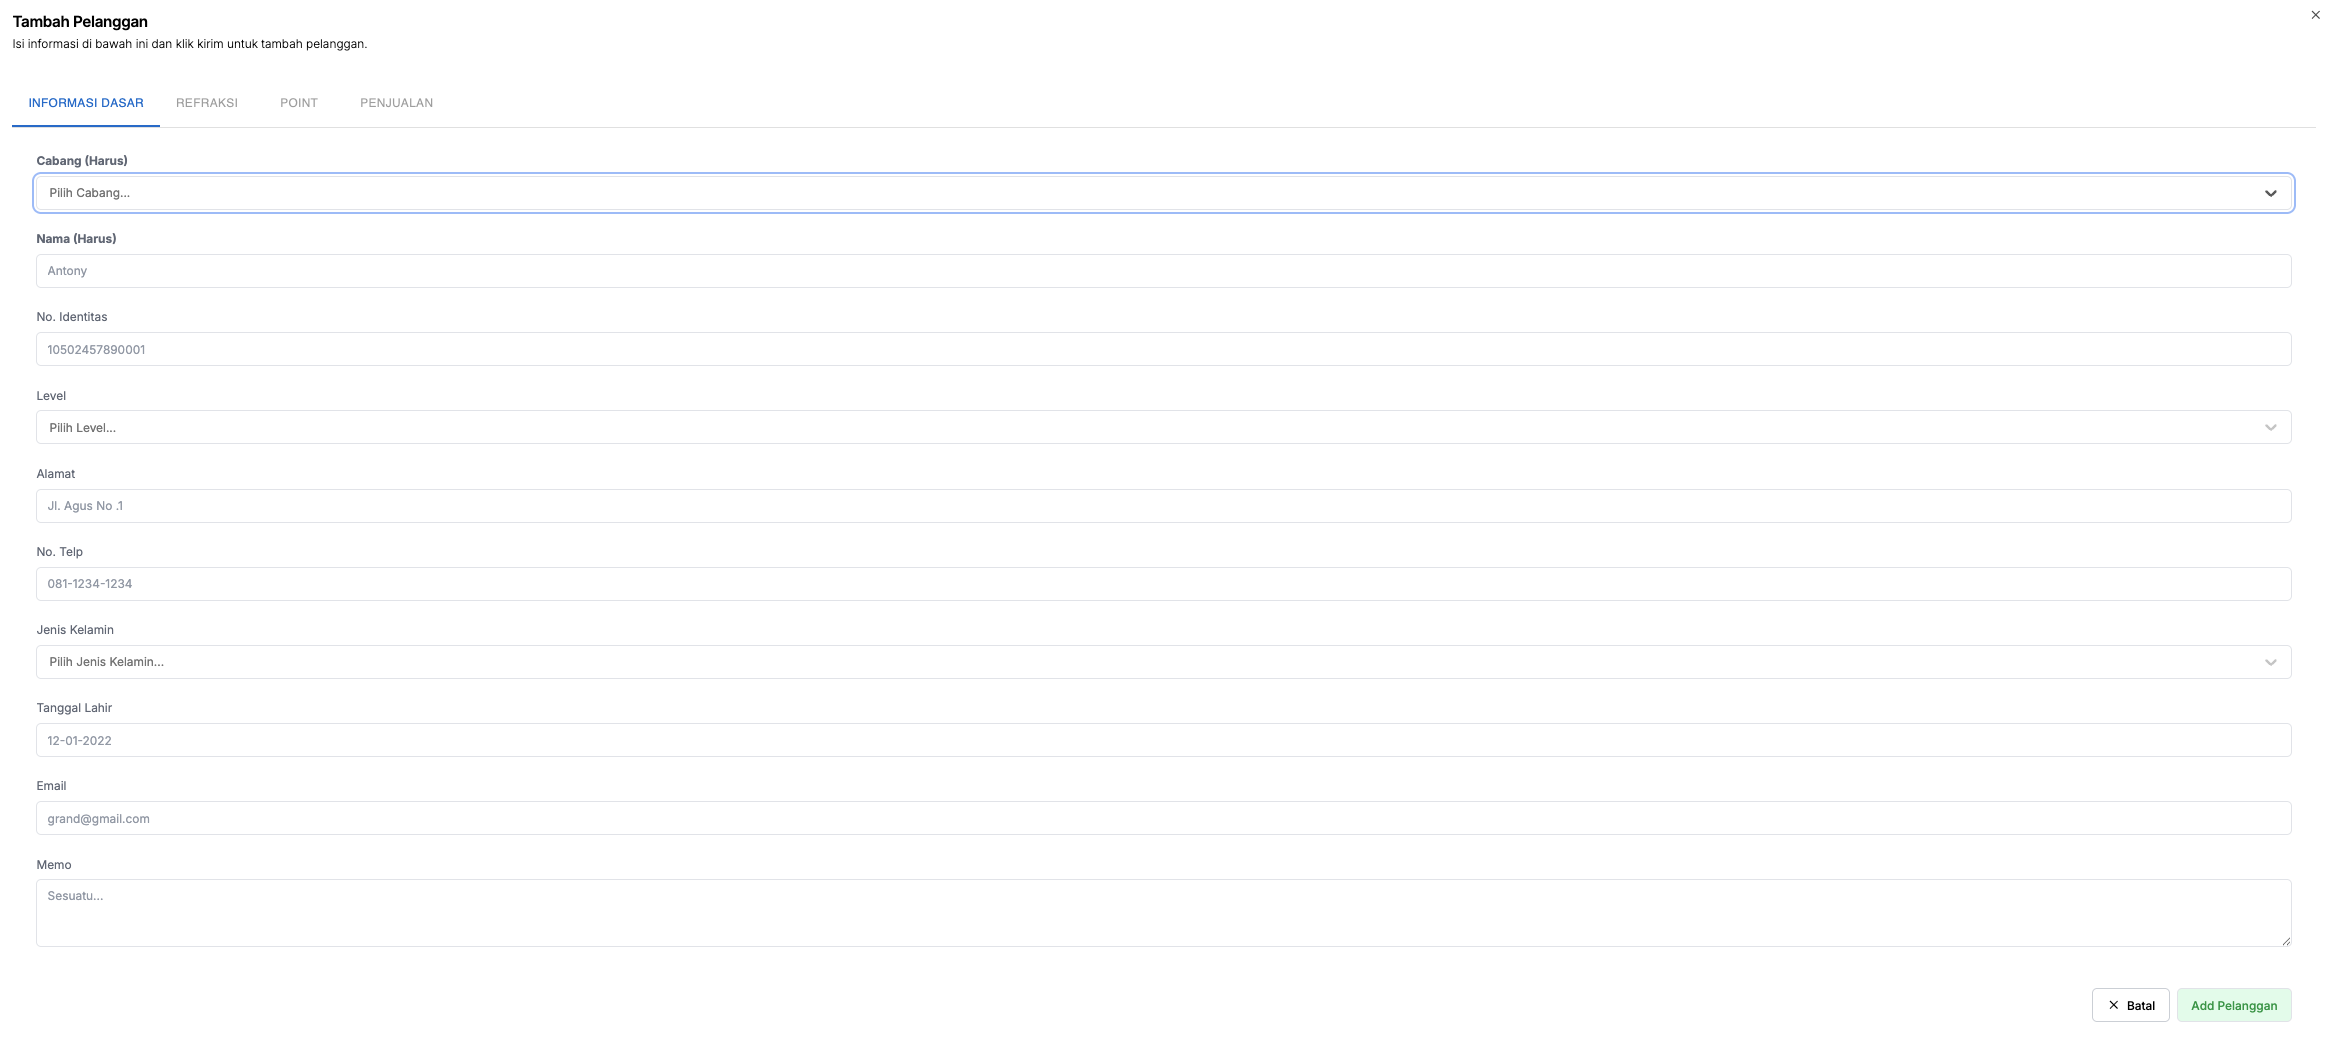 Tambah Pelanggan
Isi informasi di bawah ini dan klik kirim untuk tambah pelanggan.
INFORMASI DASAR REFRAKSI POINT PENJUALAN
Cabang (Harus)
Pilih Cabang...
Nama (Harus)
Antony
No. Identitas
10502457890001
Level
Pilih Level...
Alamat
Jl. Agus No .1
No. Telp
081-1234-1234
Jenis Kelamin
Pilih Jenis Kelamin...
Tanggal Lahir
12-01-2022
Email
grand@gmail.com
Memo
Sesuatu...
Batal Add Pelanggan